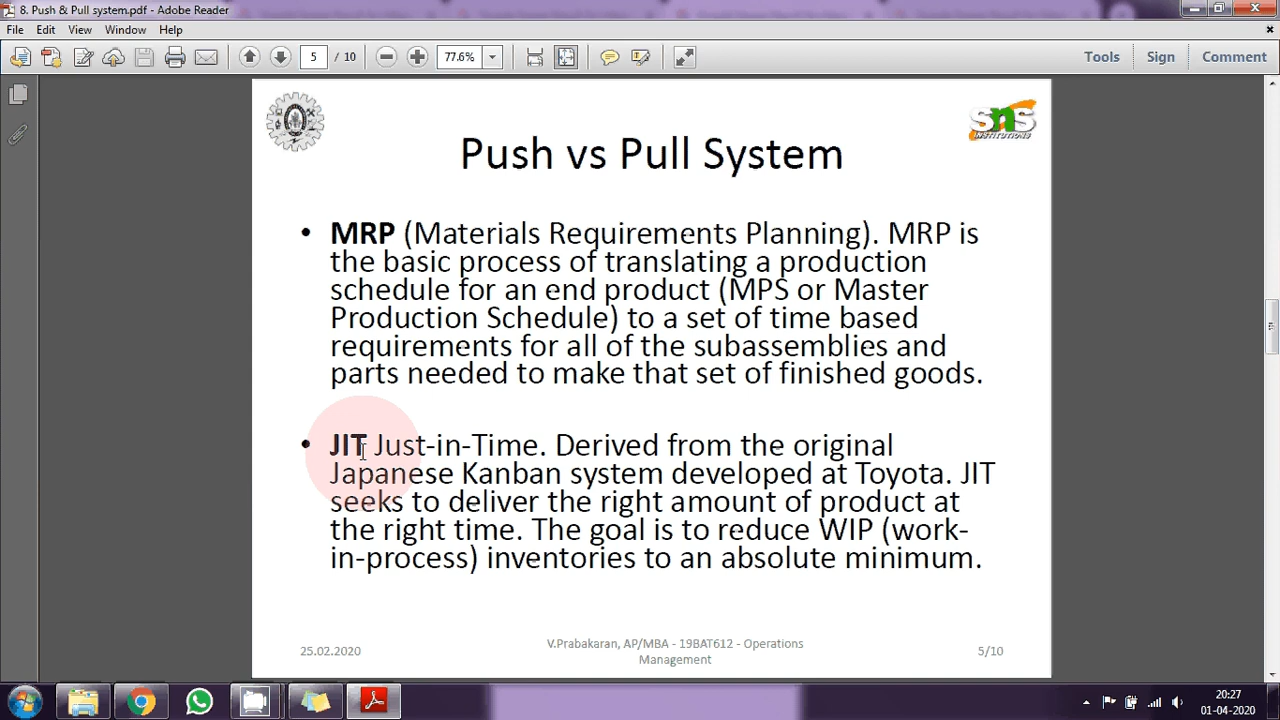 8. Push & Pull system.pdf - Adobe Reader
File Edit View Window Help
5 / 10 77.6% Tools Sign Comment
sns
INSTITUTIONS
Push vs Pull System
• MRP (Materials Requirements Planning). MRP is
the basic process of translating a production
schedule for an end product (MPS or Master
Production Schedule) to a set of time based
requirements for all of the subassemblies and
parts needed to make that set of finished goods.
• JIT Just-in-Time. Derived from the original
Japanese Kanban system developed at Toyota. JIT
seeks to deliver the right amount of product at
the right time. The goal is to reduce WIP (work-
in-process) inventories to an absolute minimum.
25.02.2020
V.Prabakaran, AP/MBA - 19BAT612 - Operations
Management
5/10
20:27
01-04-2020